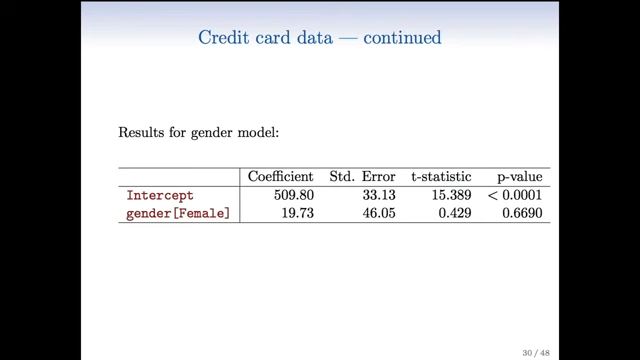 Credit card data — continued
Results for gender model:
Coefficient Std. Error t-statistic p-value
Intercept 509.80 33.13 15.389 < 0.0001
gender[Female] 19.73 46.05 0.429 0.6690
30 / 48